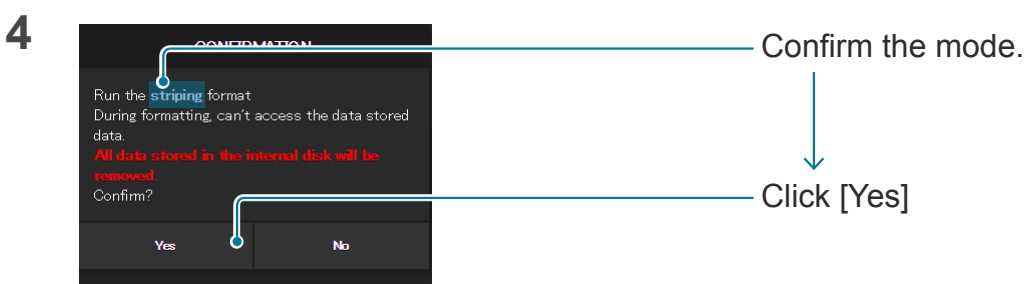 4
CONFIRMATION
Confirm the mode.
Run the striping format
During formatting, can't access the data stored
data.
All data stored in the internal disk will be
removed.
Confirm?
Click [Yes]
Yes
No